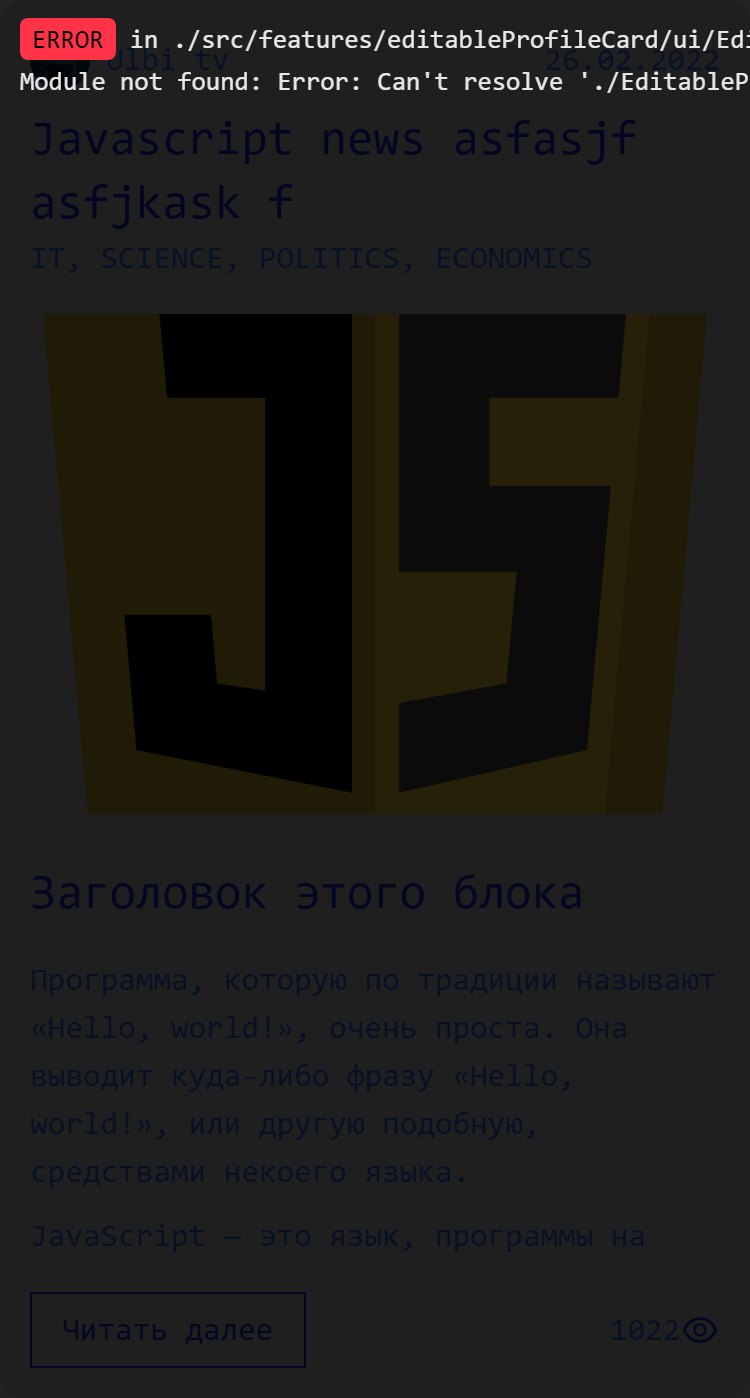 ERROR in ./src/features/editableProfileCard/ui/Edi
Module not found: Error: Can't resolve './EditableP
Ulbi tv 26.02.2022
Javascript news asfasjf
asfjkask f
IT, SCIENCE, POLITICS, ECONOMICS
JS
Заголовок этого блока
Программа, которую по традиции называют
«Hello, world!», очень проста. Она
выводит куда-либо фразу «Hello,
world!», или другую подобную,
средствами некоего языка.
JavaScript — это язык, программы на
Читать далее 1022